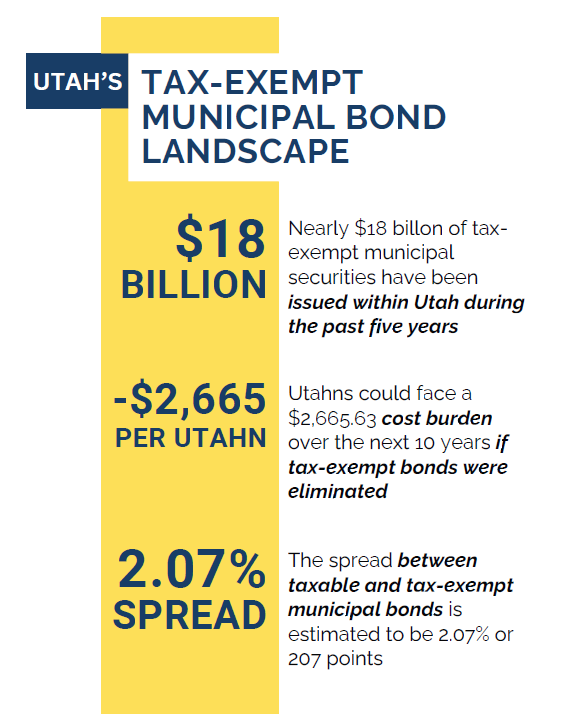 UTAH'S
TAX-EXEMPT
MUNICIPAL BOND
LANDSCAPE
$18
BILLION
Nearly $18 billon of tax-
exempt municipal
securities have been
issued within Utah during
the past five years
-$2,665
PER UTAHN
Utahns could face a
$2,665.63 cost burden
over the next 10 years if
tax-exempt bonds were
eliminated
2.07%
SPREAD
The spread between
taxable and tax-exempt
municipal bonds is
estimated to be 2.07% or
207 points